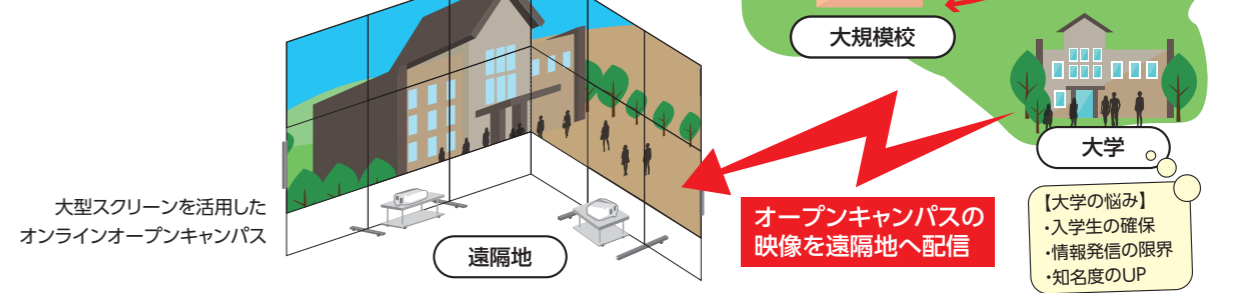 大規模校
大学
大型スクリーンを活用した
オンラインオープンキャンパス
遠隔地
オープンキャンパスの
映像を遠隔地へ配信
【大学の悩み】
・入学生の確保
・情報発信の限界
・知名度のUP